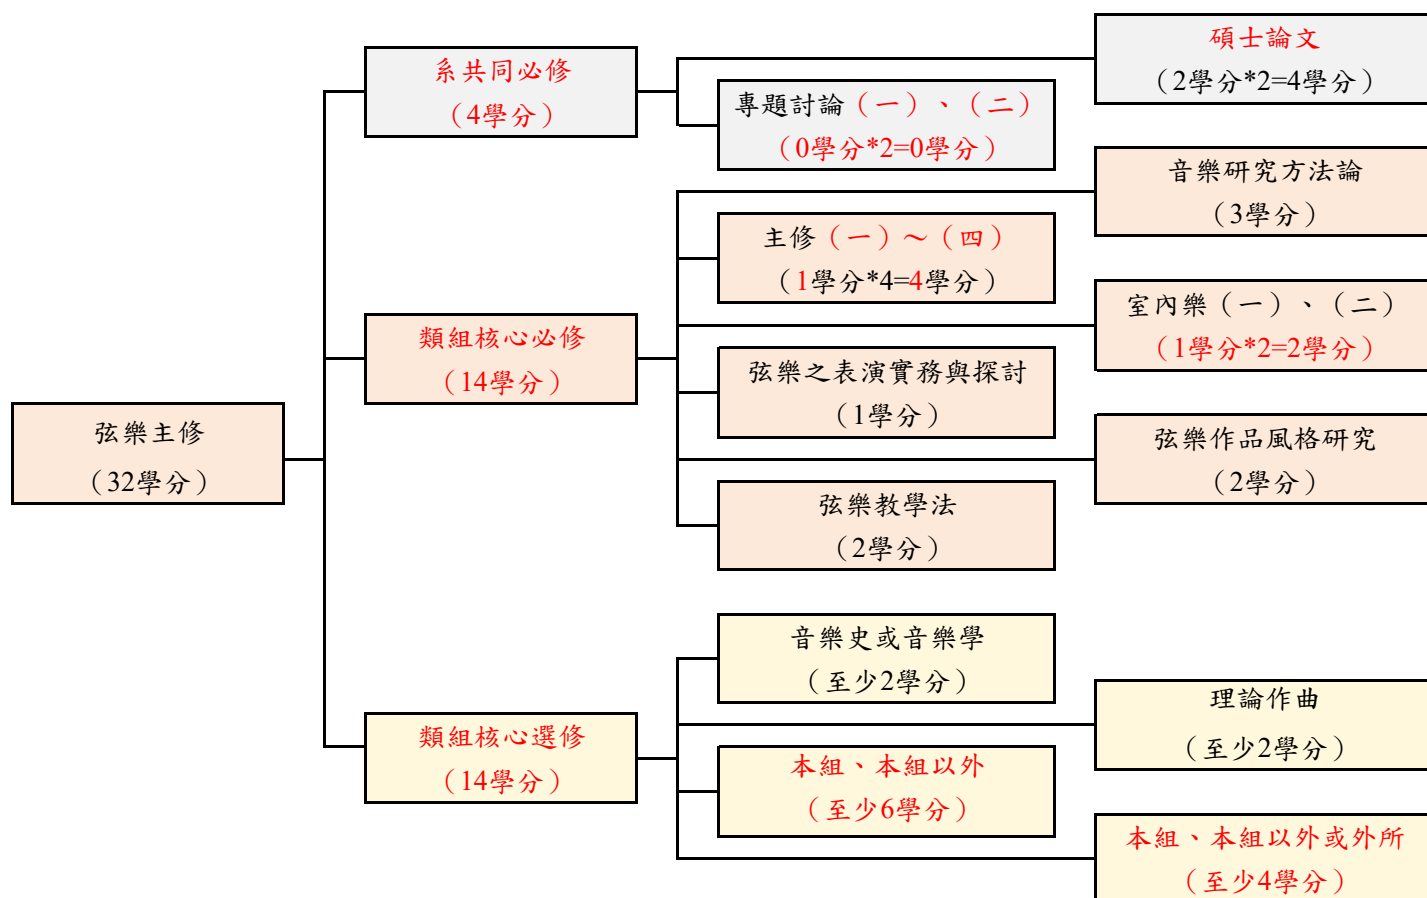 弦樂主修
（32學分）
系共同必修
（4學分）
碩士論文
（2學分*2=4學分）
專題討論（一）、（二）
（0學分*2=0學分）
類組核心必修
（14學分）
音樂研究方法論
（3學分）
主修（一）～（四）
（1學分*4=4學分）
室內樂（一）、（二）
（1學分*2=2學分）
弦樂之表演實務與探討
（1學分）
弦樂作品風格研究
（2學分）
弦樂教學法
（2學分）
類組核心選修
（14學分）
音樂史或音樂學
（至少2學分）
理論作曲
（至少2學分）
本組、本組以外
（至少6學分）
本組、本組以外或外所
（至少4學分）